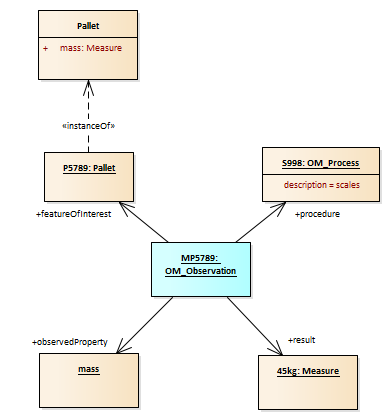 Pallet
+ mass: Measure
«instanceOf»
P5789: Pallet
S998: OM_Process
description = scales
+featureOfInterest
+procedure
MP5789:
OM_Observation
+observedProperty
+result
mass
45kg: Measure